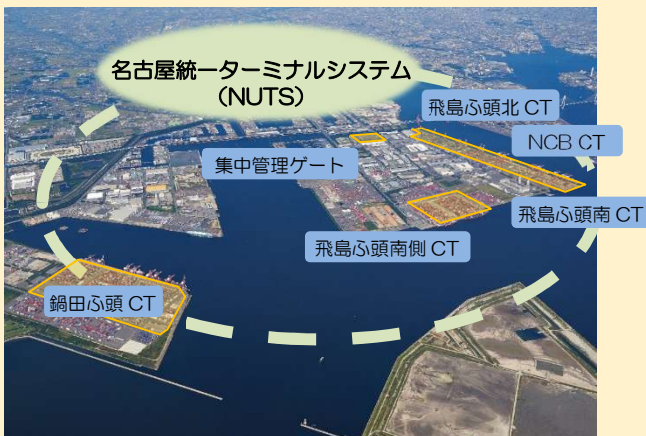 名古屋統一ターミナルシステム
（NUTS）
飛島ふ頭北 CT
NCB CT
集中管理ゲート
飛島ふ頭南 CT
飛島ふ頭南側 CT
鍋田ふ頭 CT